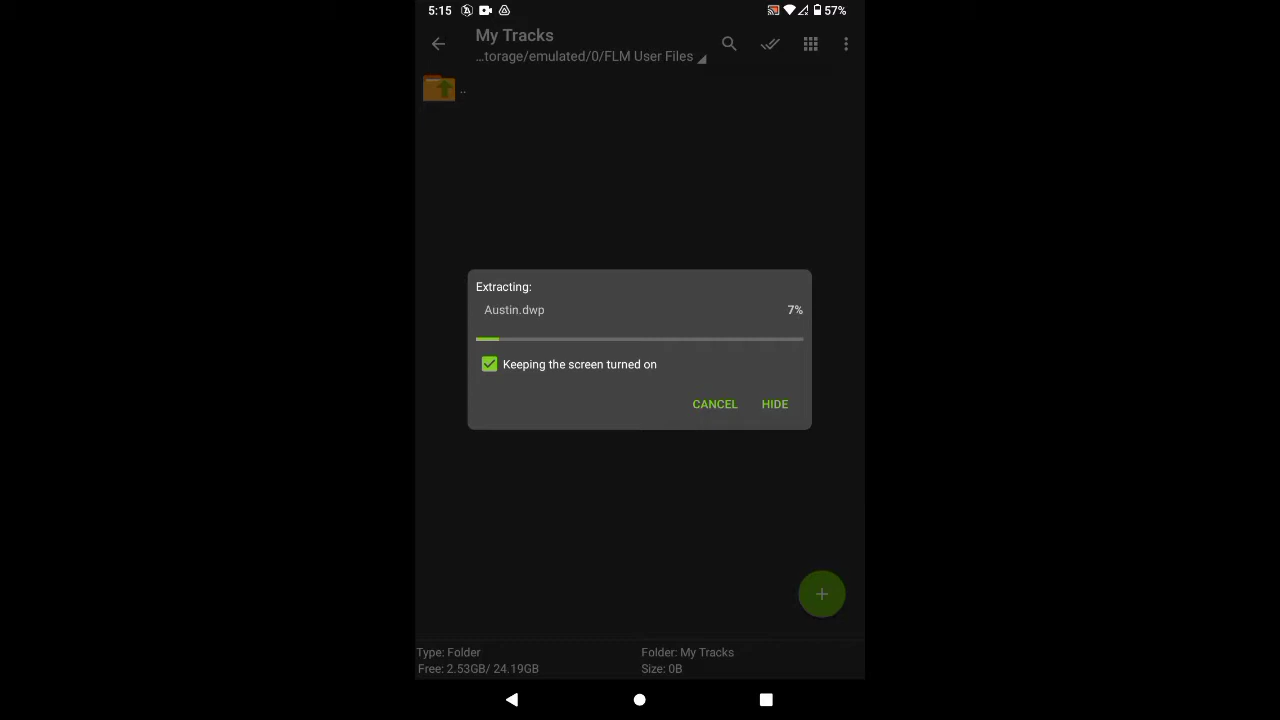 5:15
57%
My Tracks
...torage/emulated/0/FLM User Files
..
Extracting:
Austin.dwp
7%
Keeping the screen turned on
CANCEL
HIDE
Type: Folder
Folder: My Tracks
Free: 2.53GB/ 24.19GB
Size: 0B